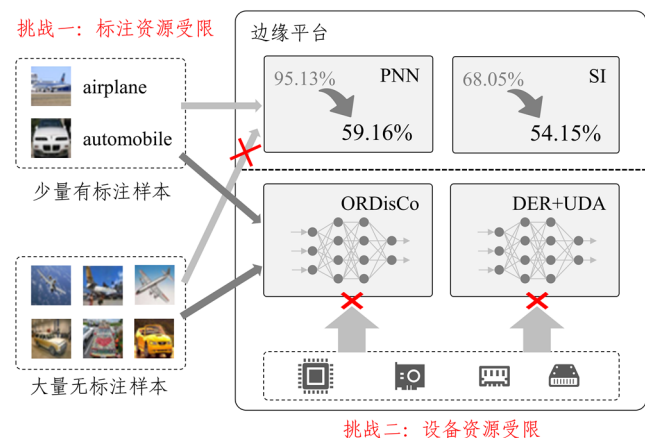 挑战一：标注资源受限
边缘平台
airplane
automobile
少量有标注样本
95.13%
PNN
59.16%
68.05%
SI
54.15%
ORDisCo
DER+UDA
大量无标注样本
挑战二：设备资源受限